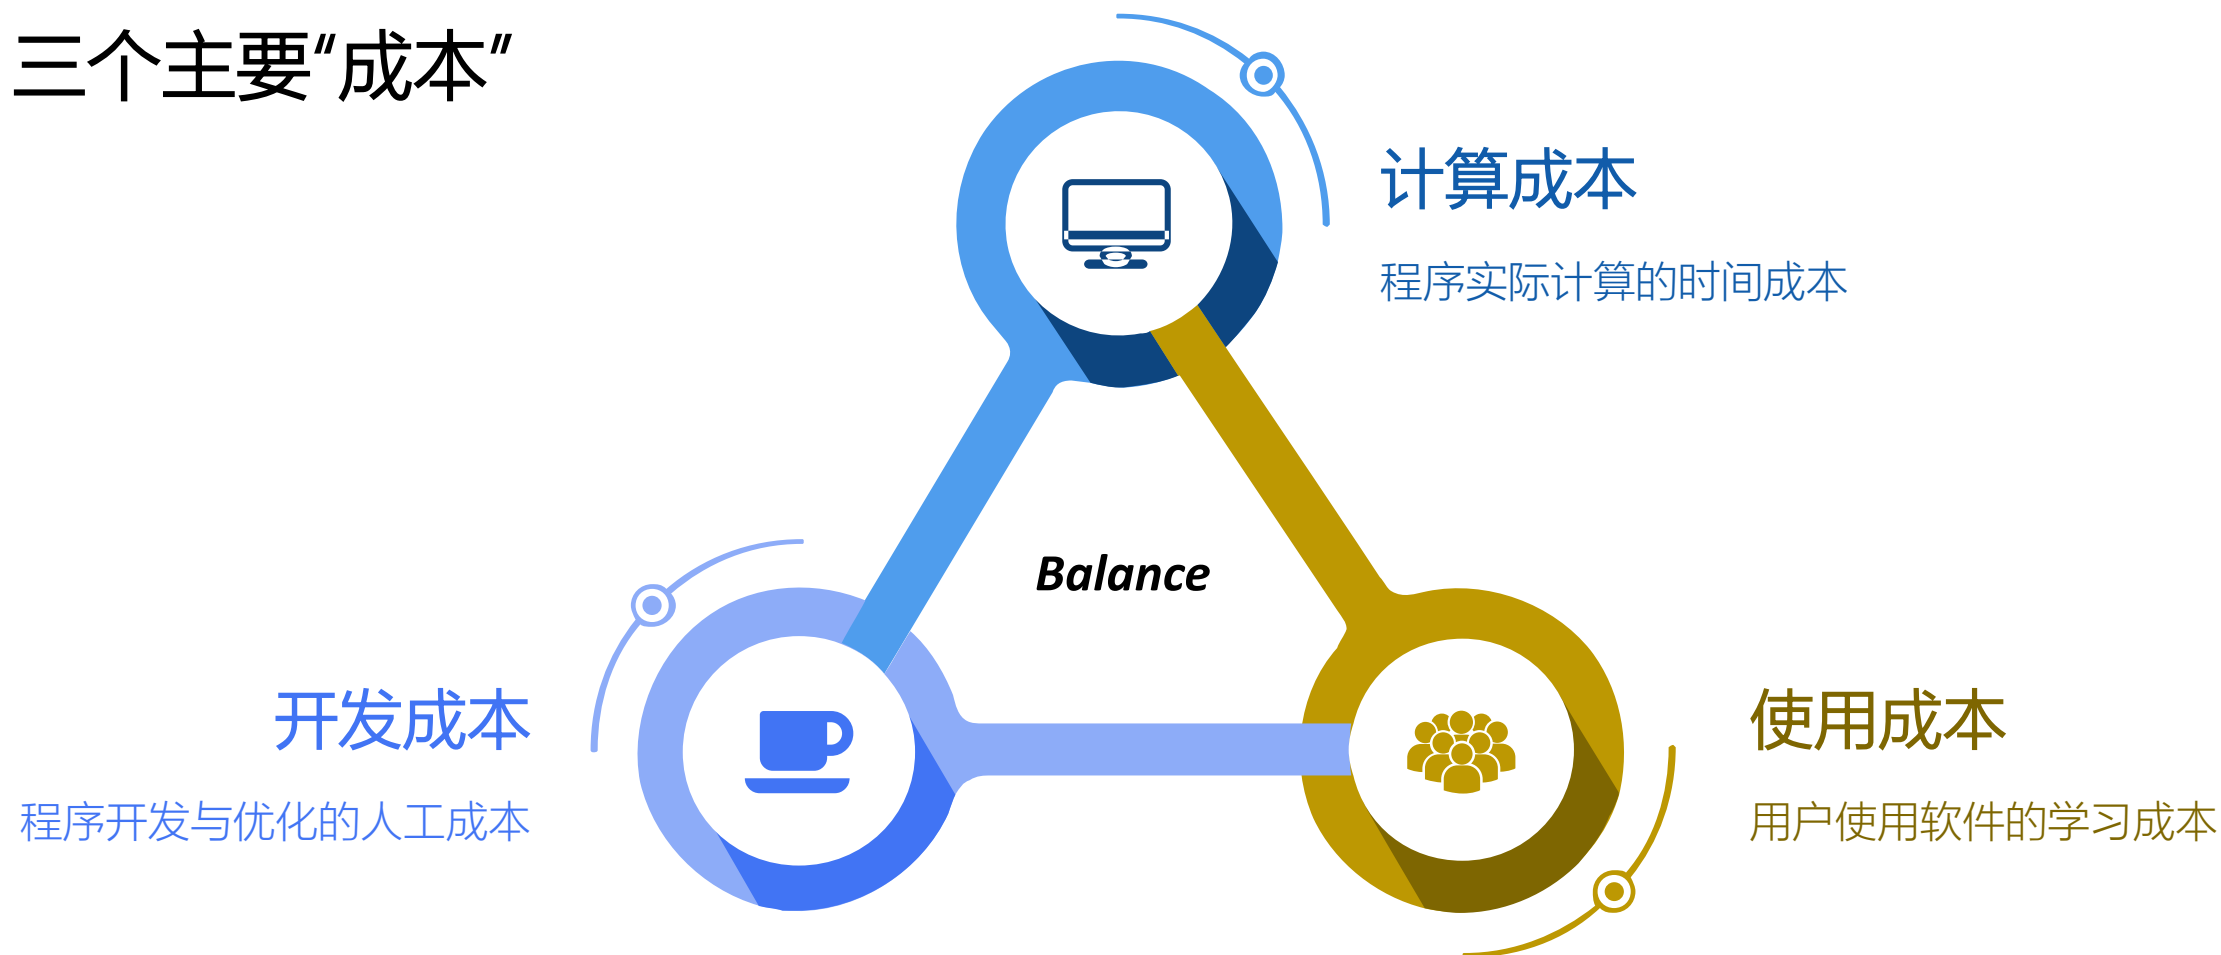 三个主要“成本”
计算成本
程序实际计算的时间成本
Balance
开发成本
程序开发与优化的人工成本
使用成本
用户使用软件的学习成本